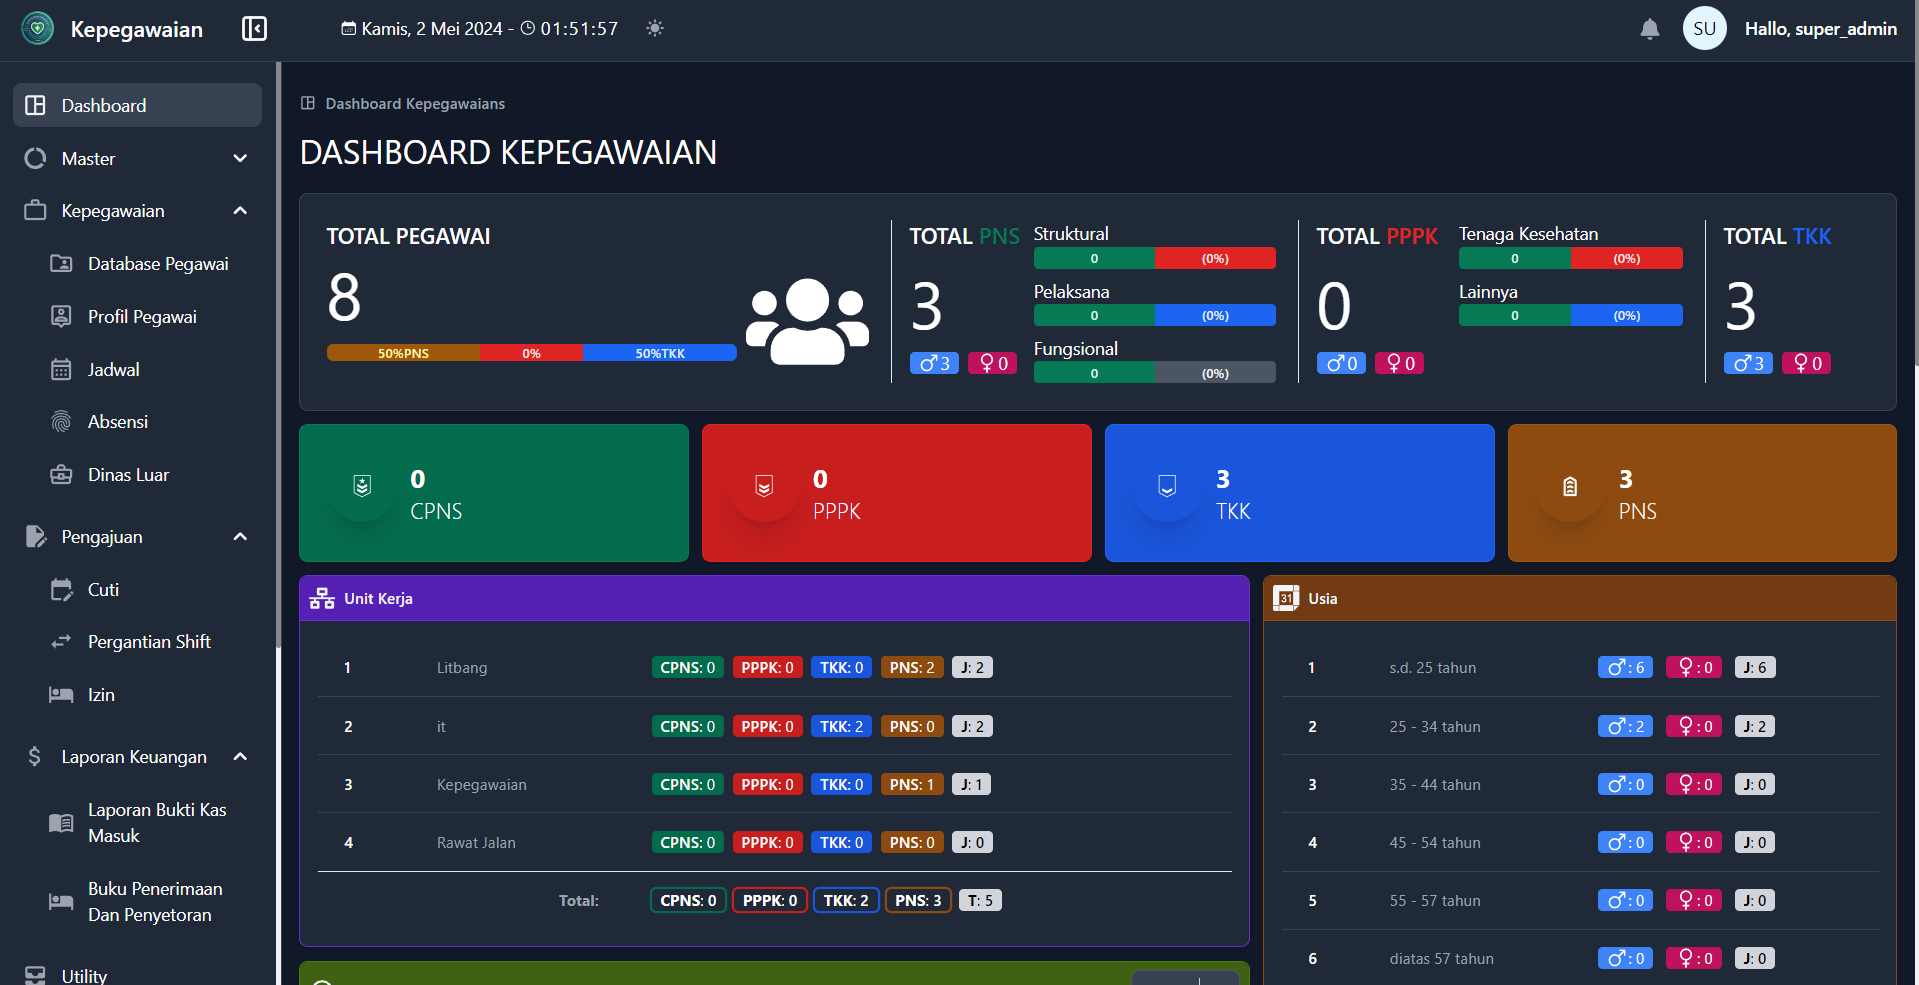 Kepegawaian
Kamis, 2 Mei 2024 - 01:51:57
SU
Hallo, super_admin
Dashboard
Master
Kepegawaian
Database Pegawai
Profil Pegawai
Jadwal
Absensi
Dinas Luar
Pengajuan
Cuti
Pergantian Shift
Izin
Laporan Keuangan
Laporan Bukti Kas
Masuk
Buku Penerimaan
Dan Penyetoran
Utility
Dashboard Kepegawaians
DASHBOARD KEPEGAWAIAN
TOTAL PEGAWAI
8
50%PNS 0% 50%TKK
TOTAL PNS
3
♂3 ♀0
Struktural
0 (0%)
Pelaksana
0 (0%)
Fungsional
0 (0%)
TOTAL PPPK
0
♂0 ♀0
Tenaga Kesehatan
0 (0%)
Lainnya
0 (0%)
TOTAL TKK
3
♂3 ♀0
0
CPNS
0
PPPK
3
TKK
3
PNS
Unit Kerja
1 Litbang CPNS: 0 PPPK: 0 TKK: 0 PNS: 2 J: 2
2 it CPNS: 0 PPPK: 0 TKK: 2 PNS: 0 J: 2
3 Kepegawaian CPNS: 0 PPPK: 0 TKK: 0 PNS: 1 J: 1
4 Rawat Jalan CPNS: 0 PPPK: 0 TKK: 0 PNS: 0 J: 0
Total: CPNS: 0 PPPK: 0 TKK: 2 PNS: 3 T: 5
31 Usia
1 s.d. 25 tahun ♂: 6 ♀: 0 J: 6
2 25 - 34 tahun ♂: 2 ♀: 0 J: 2
3 35 - 44 tahun ♂: 0 ♀: 0 J: 0
4 45 - 54 tahun ♂: 0 ♀: 0 J: 0
5 55 - 57 tahun ♂: 0 ♀: 0 J: 0
6 diatas 57 tahun ♂: 0 ♀: 0 J: 0